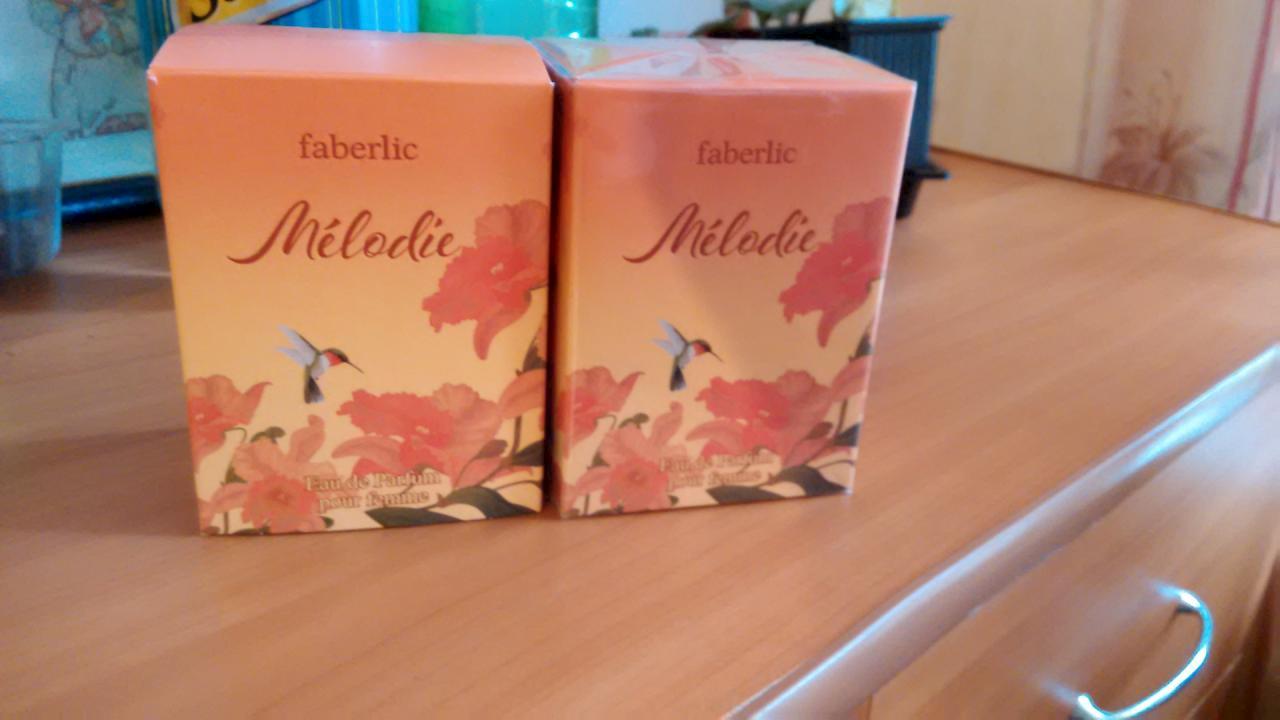 faberlic
Mélodie
Eau de Parfum
pour femme
faberlic
Mélodie
Eau de Parfum
pour femme